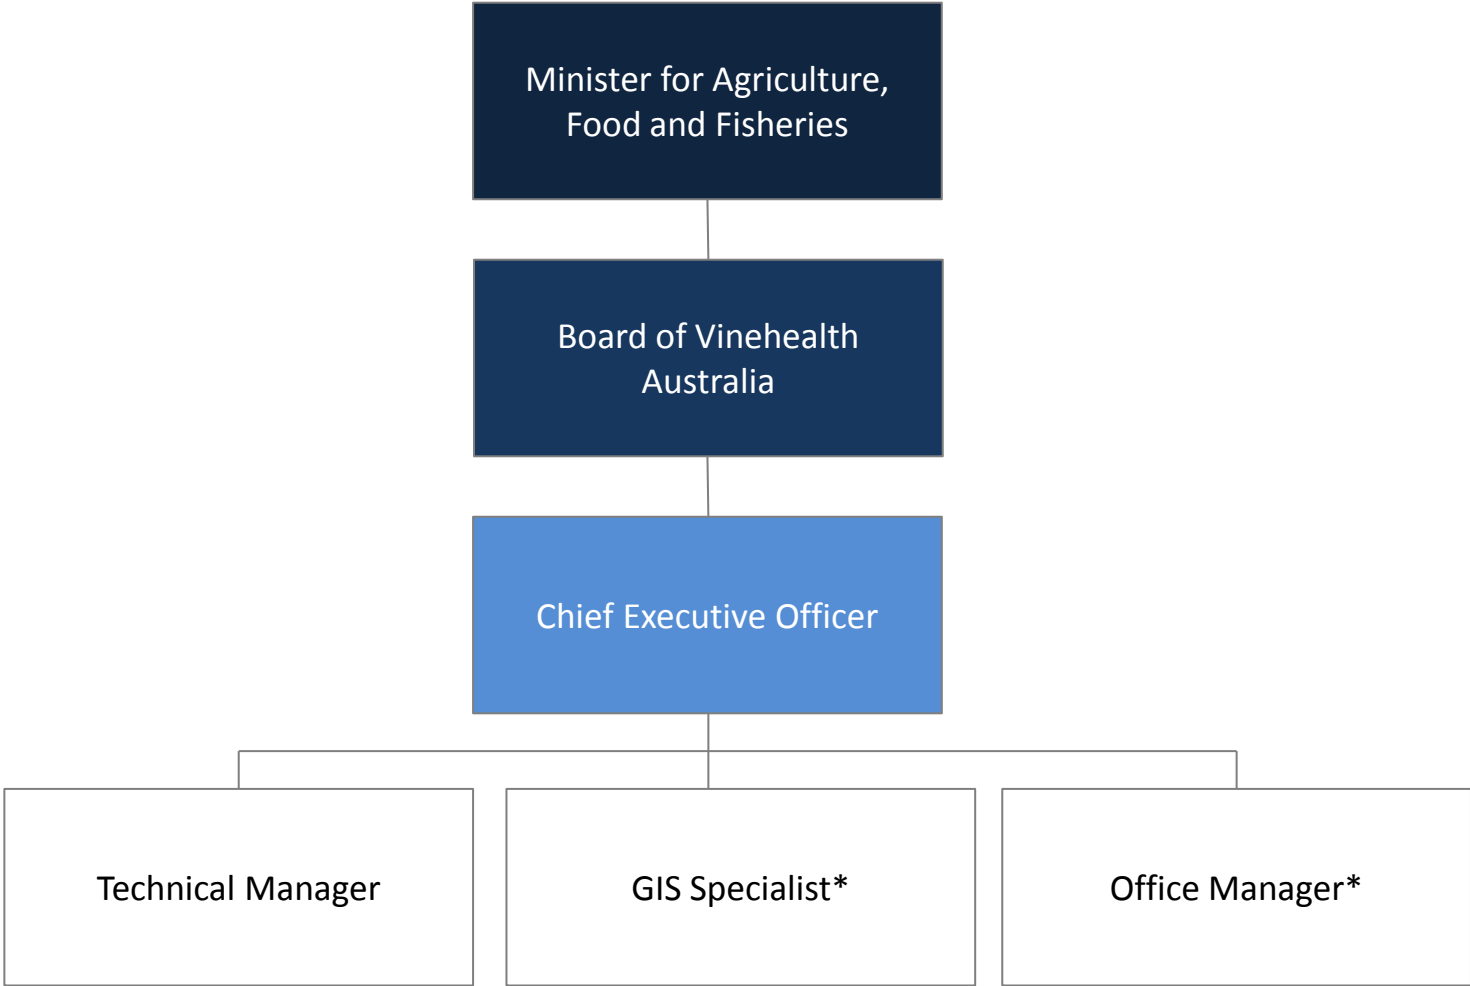 Minister for Agriculture,
Food and Fisheries
Board of Vinehealth
Australia
Chief Executive Officer
Technical Manager
GIS Specialist*
Office Manager*